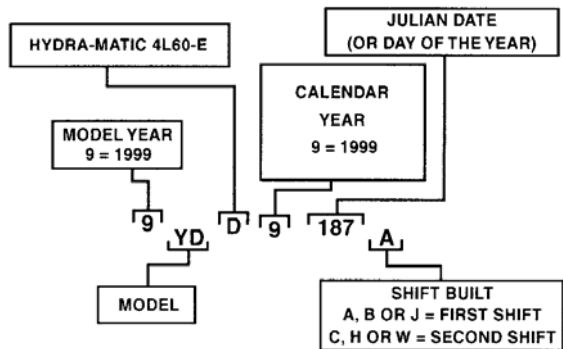 HYDRA-MATIC 4L60-E
JULIAN DATE
(OR DAY OF THE YEAR)
CALENDAR
YEAR
9 = 1999
MODEL YEAR
9 = 1999
9 YD D 9 187 A
MODEL
SHIFT BUILT
A, B OR J = FIRST SHIFT
C, H OR W = SECOND SHIFT